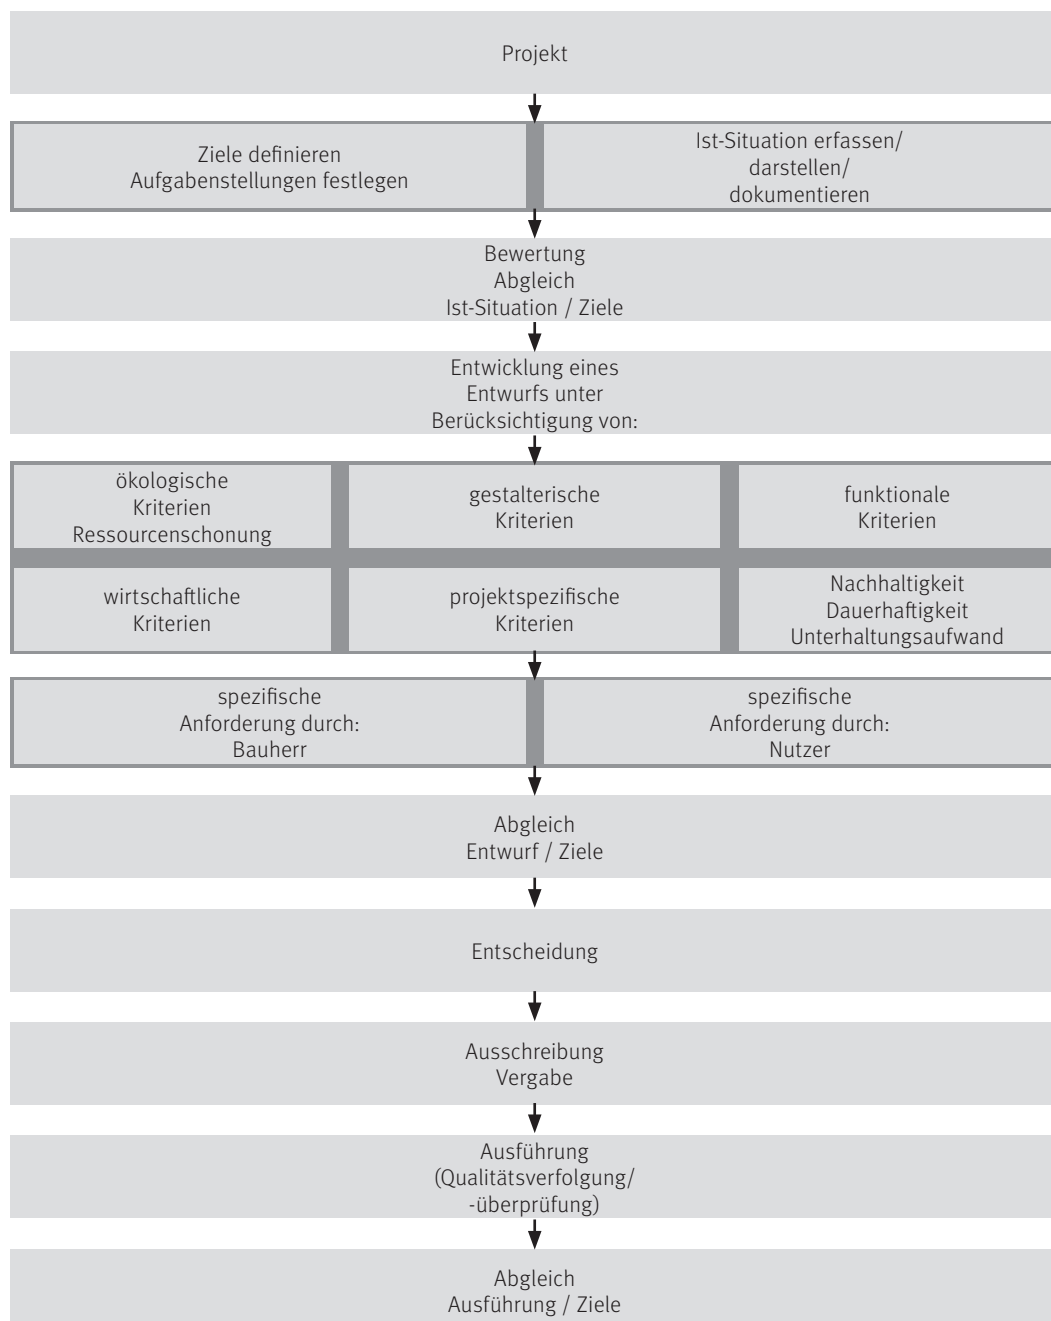 Projekt
Ziele definieren
Aufgabenstellungen festlegen
Ist-Situation erfassen/
darstellen/
dokumentieren
Bewertung
Abgleich
Ist-Situation / Ziele
Entwicklung eines
Entwurfs unter
Berücksichtigung von:
ökologische
Kriterien
Ressourcenschonung
gestalterische
Kriterien
funktionale
Kriterien
wirtschaftliche
Kriterien
projektspezifische
Kriterien
Nachhaltigkeit
Dauerhaftigkeit
Unterhaltungsaufwand
spezifische
Anforderung durch:
Bauherr
spezifische
Anforderung durch:
Nutzer
Abgleich
Entwurf / Ziele
Entscheidung
Ausschreibung
Vergabe
Ausführung
(Qualitätsverfolgung/
-überprüfung)
Abgleich
Ausführung / Ziele